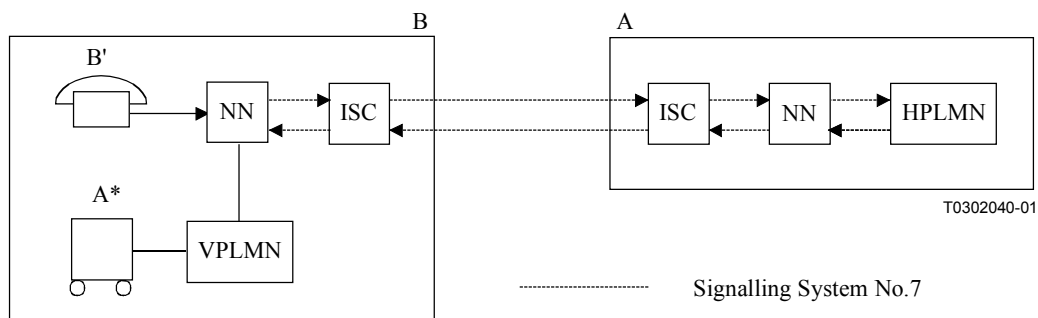 B
A
B'
NN
ISC
ISC
NN
HPLMN
A*
VPLMN
T0302040-01
Signalling System No.7